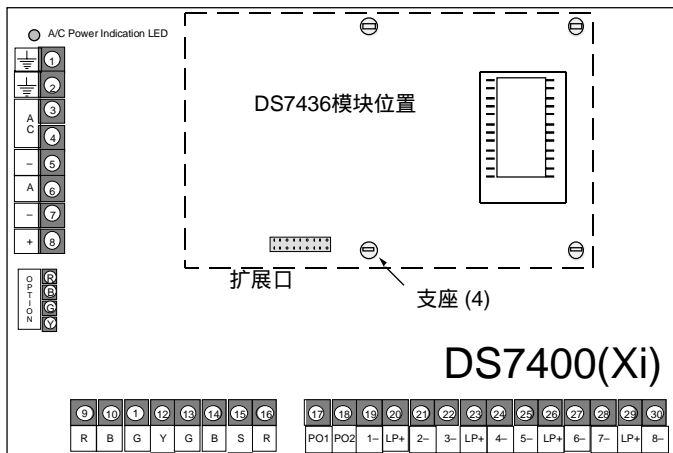 A/C Power Indication LED
1
2
A C 3
4
– 5
A 6
– 7
+ 8
OPTION R B G Y
DS7436模块位置
扩展口
支座 (4)
DS7400(Xi)
9 10 1 12 13 14 15 16 17 18 19 20 21 22 23 24 25 26 27 28 29 30
R B G Y G B S R PO1 PO2 1– LP+ 2– 3– LP+ 4– 5– LP+ 6– 7– LP+ 8–